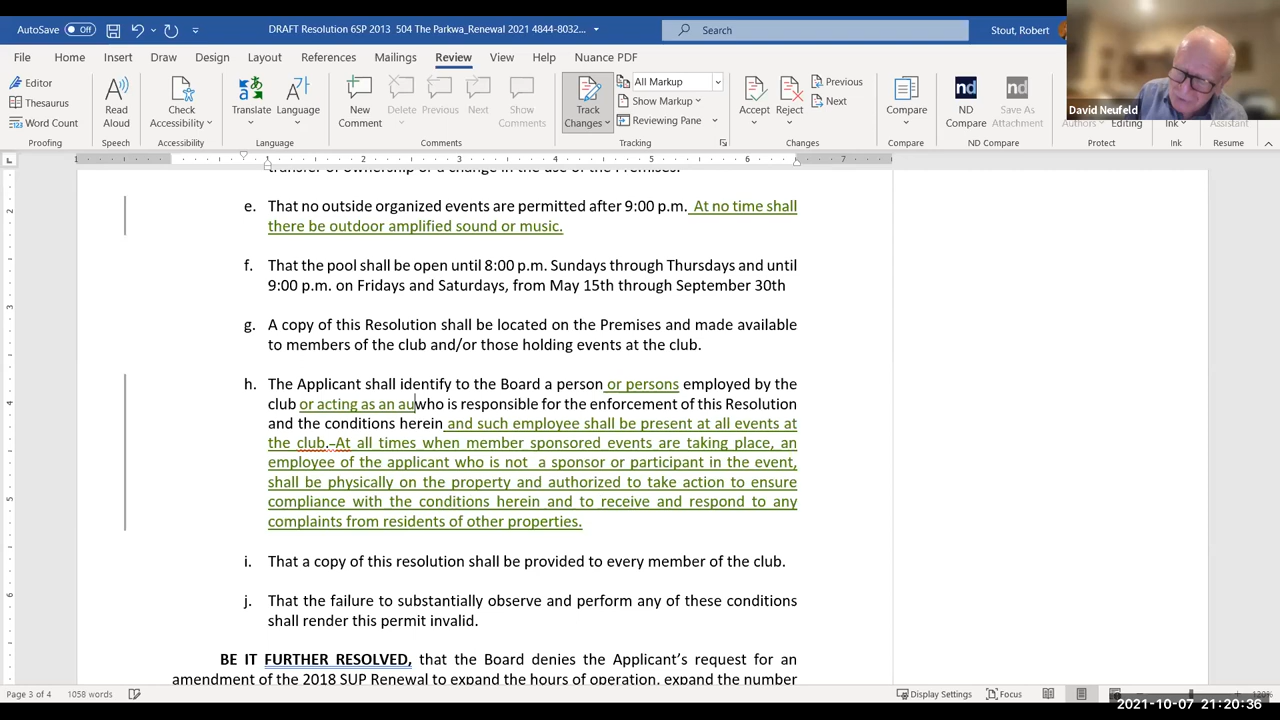 AutoSave Off DRAFT Resolution 6SP 2013 504 The Parkwa_Renewal 2021 4844-8032... Search Stout, Robert
File Home Insert Draw Design Layout References Mailings Review View Help Nuance PDF
Editor
Thesaurus
Word Count
Proofing
Read Aloud
Speech
Check Accessibility
Accessibility
Translate Language
Language
New Comment Delete Previous Next Show Comments
Comments
Track Changes
All Markup
Show Markup
Reviewing Pane
Tracking
Accept Reject
Previous
Next
Changes
Compare
Compare
ND Compare Save As Attachment
ND Compare
Authors Editing
Protect
Ink
Ink
Assistant
Resume
David Neufeld
transfer of ownership or a change in the use of the Premises.
e. That no outside organized events are permitted after 9:00 p.m. At no time shall
there be outdoor amplified sound or music.
f. That the pool shall be open until 8:00 p.m. Sundays through Thursdays and until
9:00 p.m. on Fridays and Saturdays, from May 15th through September 30th
g. A copy of this Resolution shall be located on the Premises and made available
to members of the club and/or those holding events at the club.
h. The Applicant shall identify to the Board a person or persons employed by the
club or acting as an auwho is responsible for the enforcement of this Resolution
and the conditions herein and such employee shall be present at all events at
the club. At all times when member sponsored events are taking place, an
employee of the applicant who is not a sponsor or participant in the event,
shall be physically on the property and authorized to take action to ensure
compliance with the conditions herein and to receive and respond to any
complaints from residents of other properties.
i. That a copy of this resolution shall be provided to every member of the club.
j. That the failure to substantially observe and perform any of these conditions
shall render this permit invalid.
BE IT FURTHER RESOLVED, that the Board denies the Applicant's request for an
amendment of the 2018 SUP Renewal to expand the hours of operation, expand the number
Page 3 of 4 1058 words Display Settings Focus 120%
2021-10-07 21:20:36